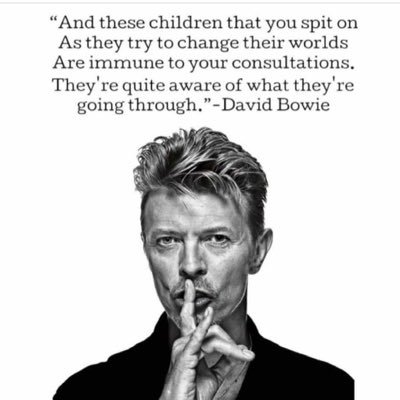 “And these children that you spit on
As they try to change their worlds
Are immune to your consultations.
They're quite aware of what they're
going through.”-David Bowie